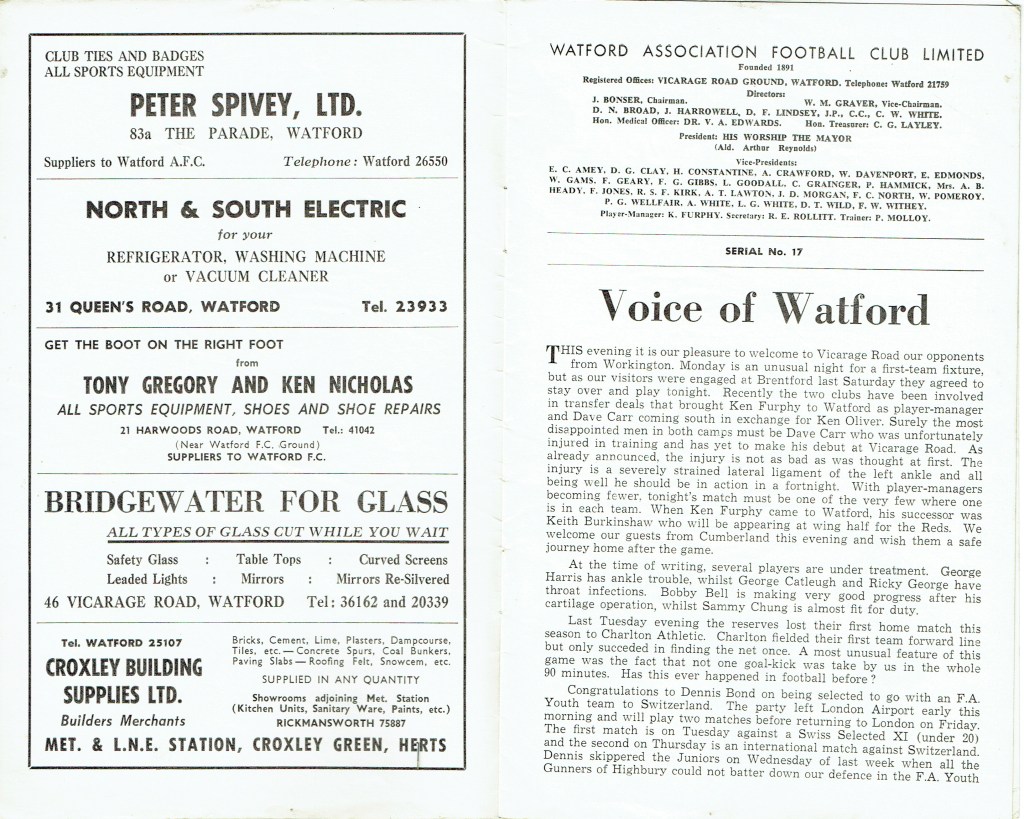 CLUB TIES AND BADGES
ALL SPORTS EQUIPMENT
PETER SPIVEY, LTD.
83a THE PARADE, WATFORD
Suppliers to Watford A.F.C. Telephone: Watford 26550
NORTH & SOUTH ELECTRIC
for your
REFRIGERATOR, WASHING MACHINE
or VACUUM CLEANER
31 QUEEN'S ROAD, WATFORD Tel. 23933
GET THE BOOT ON THE RIGHT FOOT
from
TONY GREGORY AND KEN NICHOLAS
ALL SPORTS EQUIPMENT, SHOES AND SHOE REPAIRS
21 HARWOODS ROAD, WATFORD Tel.: 41042
(Near Watford F.C. Ground)
SUPPLIERS TO WATFORD F.C.
BRIDGEWATER FOR GLASS
ALL TYPES OF GLASS CUT WHILE YOU WAIT
Safety Glass : Table Tops : Curved Screens
Leaded Lights : Mirrors : Mirrors Re-Silvered
46 VICARAGE ROAD, WATFORD Tel: 36162 and 20339
Tel. WATFORD 25107
CROXLEY BUILDING
SUPPLIES LTD.
Builders Merchants
Bricks, Cement, Lime, Plasters, Dampcourse,
Tiles, etc. — Concrete Spurs, Coal Bunkers,
Paving Slabs — Roofing Felt, Snowcem, etc.
SUPPLIED IN ANY QUANTITY
Showrooms adjoining Met. Station
(Kitchen Units, Sanitary Ware, Paints, etc.)
RICKMANSWORTH 75887
MET. & L.N.E. STATION, CROXLEY GREEN, HERTS
WATFORD ASSOCIATION FOOTBALL CLUB LIMITED
Founded 1891
Registered Offices: VICARAGE ROAD GROUND, WATFORD. Telephone: Watford 21759
Directors:
J. BONSER, Chairman. W. M. GRAVER, Vice-Chairman.
D. N. BROAD, J. HARROWELL, D. F. LINDSEY, J.P., C.C., C. W. WHITE.
Hon. Medical Officer: DR. V. A. EDWARDS. Hon. Treasurer: C. G. LAYLEY.
President: HIS WORSHIP THE MAYOR
(Ald. Arthur Reynolds)
Vice-Presidents:
E. C. AMEY, D. G. CLAY, H. CONSTANTINE, A. CRAWFORD, W. DAVENPORT, E. EDMONDS,
W. GAMS. F. GEARY, F. G. GIBBS, L. GOODALL, C. GRAINGER, P. HAMMICK, Mrs. A. B.
HEADY, F. JONES, R. S. F. KIRK, A. T. LAWTON, J. D. MORGAN, F. C. NORTH, W. POMEROY,
P. G. WELLFAIR, A. WHITE, L. G. WHITE, D. T. WILD, F. W. WITHEY.
Player-Manager: K. FURPHY. Secretary: R. E. ROLLITT. Trainer: P. MOLLOY.
SERIAL No. 17
Voice of Watford
THIS evening it is our pleasure to welcome to Vicarage Road our opponents
from Workington. Monday is an unusual night for a first-team fixture,
but as our visitors were engaged at Brentford last Saturday they agreed to
stay over and play tonight. Recently the two clubs have been involved
in transfer deals that brought Ken Furphy to Watford as player-manager
and Dave Carr coming south in exchange for Ken Oliver. Surely the most
disappointed men in both camps must be Dave Carr who was unfortunately
injured in training and has yet to make his debut at Vicarage Road. As
already announced, the injury is not as bad as was thought at first. The
injury is a severely strained lateral ligament of the left ankle and all
being well he should be in action in a fortnight. With player-managers
becoming fewer, tonight's match must be one of the very few where one
is in each team. When Ken Furphy came to Watford, his successor was
Keith Burkinshaw who will be appearing at wing half for the Reds. We
welcome our guests from Cumberland this evening and wish them a safe
journey home after the game.
At the time of writing, several players are under treatment. George
Harris has ankle trouble, whilst George Catleugh and Ricky George have
throat infections. Bobby Bell is making very good progress after his
cartilage operation, whilst Sammy Chung is almost fit for duty.
Last Tuesday evening the reserves lost their first home match this
season to Charlton Athletic. Charlton fielded their first team forward line
but only succeded in finding the net once. A most unusual feature of this
game was the fact that not one goal-kick was take by us in the whole
90 minutes. Has this ever happened in football before?
Congratulations to Dennis Bond on being selected to go with an F.A.
Youth team to Switzerland. The party left London Airport early this
morning and will play two matches before returning to London on Friday.
The first match is on Tuesday against a Swiss Selected XI (under 20)
and the second on Thursday is an international match against Switzerland.
Dennis skippered the Juniors on Wednesday of last week when all the
Gunners of Highbury could not batter down our defence in the F.A. Youth